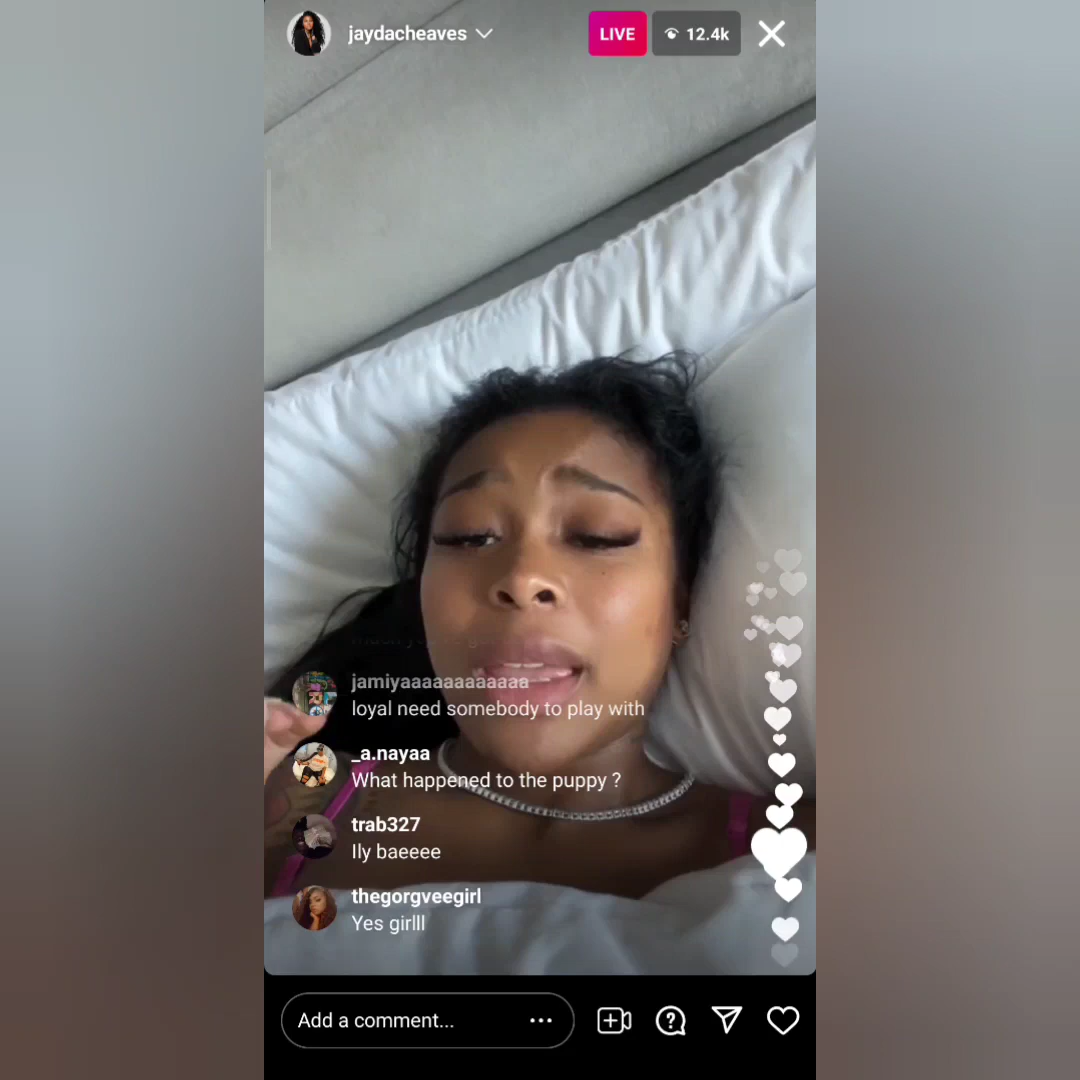 jaydacheaves
LIVE
12.4k
jamiyaaaaaaaaaaaa
loyal need somebody to play with
_a.nayaa
What happened to the puppy ?
trab327
Ily baeeee
thegorgveegirl
Yes girlll
Add a comment...